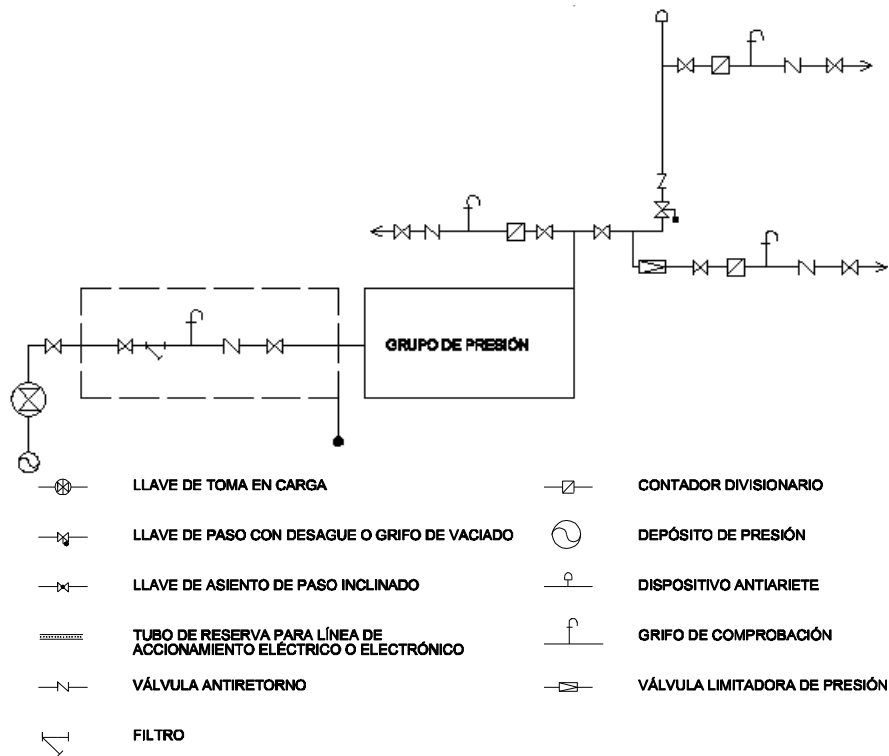 GRUPO DE PRESIÓN
LLAVE DE TOMA EN CARGA
LLAVE DE PASO CON DESAGUE O GRIFO DE VACIADO
LLAVE DE ASIENTO DE PASO INCLINADO
TUBO DE RESERVA PARA LÍNEA DE
ACCIONAMIENTO ELÉCTRICO O ELECTRÓNICO
VÁLVULA ANTIRETORNO
FILTRO
CONTADOR DIVISIONARIO
DEPÓSITO DE PRESIÓN
DISPOSITIVO ANTIARIETE
GRIFO DE COMPROBACIÓN
VÁLVULA LIMITADORA DE PRESIÓN